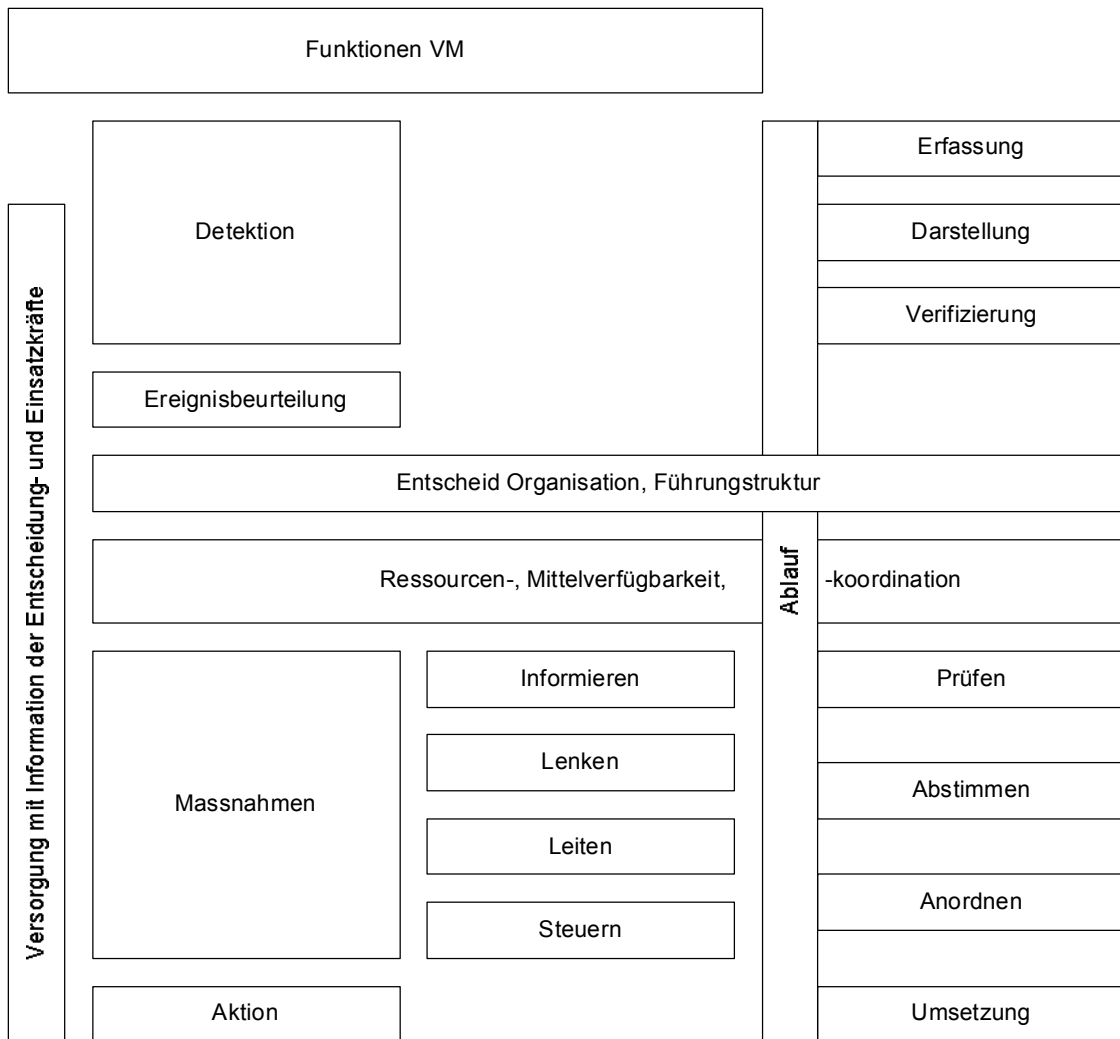 Funktionen VM
Erfassung
Detektion
Darstellung
Verifizierung
Versorgung mit Information der Entscheidung- und Einsatzkräfte
Ereignisbeurteilung
Entscheid Organisation, Führungstruktur
Ressourcen-, Mittelverfügbarkeit, -koordination
Ablauf
Informieren
Prüfen
Lenken
Abstimmen
Massnahmen
Leiten
Anordnen
Steuern
Aktion
Umsetzung